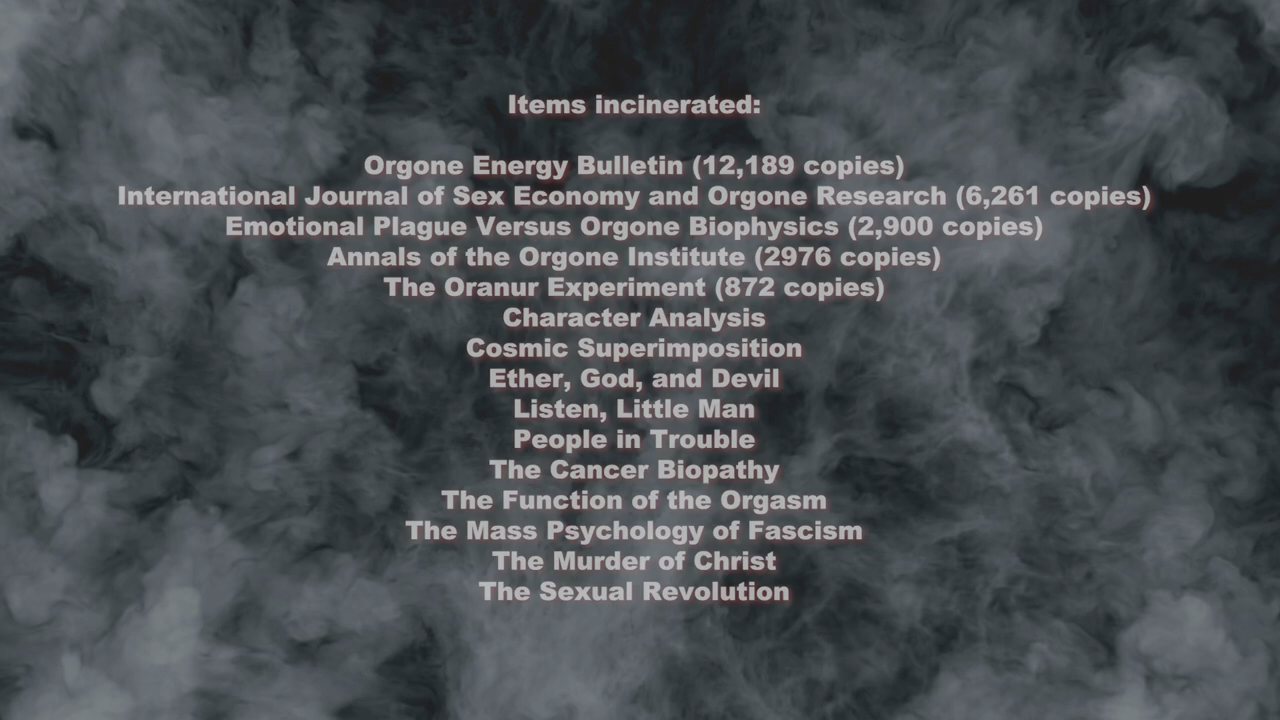 Items incinerated:
Orgone Energy Bulletin (12,189 copies)
International Journal of Sex Economy and Orgone Research (6,261 copies)
Emotional Plague Versus Orgone Biophysics (2,900 copies)
Annals of the Orgone Institute (2976 copies)
The Oranur Experiment (872 copies)
Character Analysis
Cosmic Superimposition
Ether, God, and Devil
Listen, Little Man
People in Trouble
The Cancer Biopathy
The Function of the Orgasm
The Mass Psychology of Fascism
The Murder of Christ
The Sexual Revolution